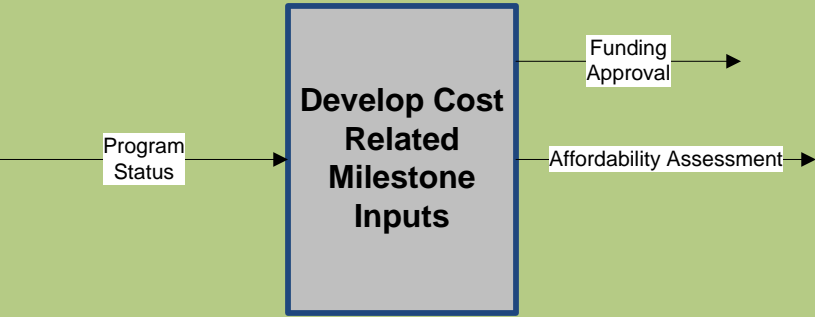 Program
Status
Develop Cost
Related
Milestone
Inputs
Funding
Approval
Affordability Assessment